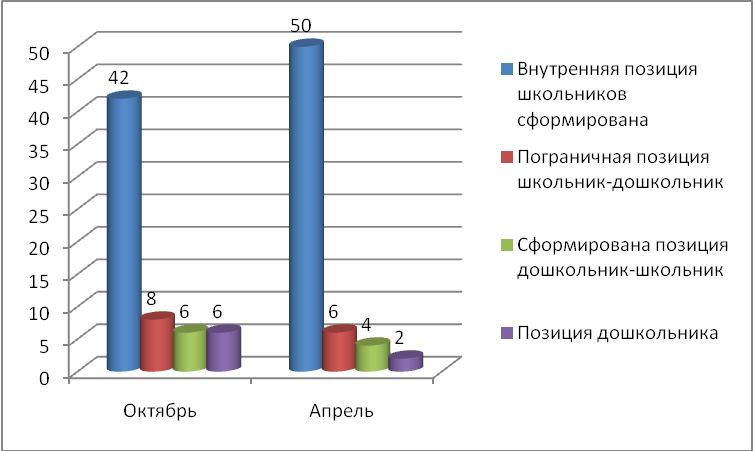 50
45
40
35
30
25
20
15
10
5
0
42
8
6
6
50
6
4
2
Октябрь
Апрель
Внутренняя позиция
школьников
сформирована
Пограничная позиция
школьник-дошкольник
Сформирована позиция
дошкольник-школьник
Позиция дошкольника